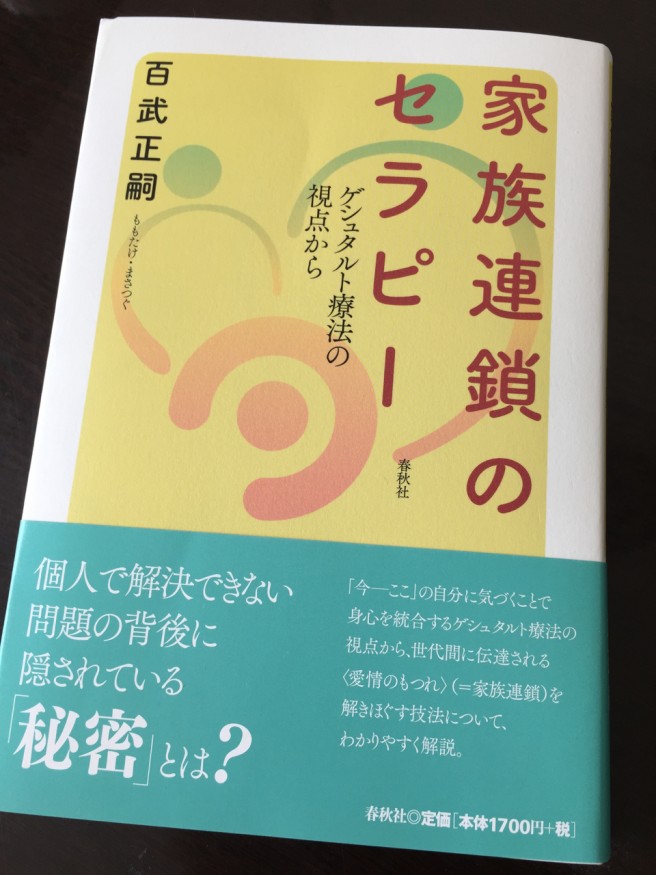 家族連鎖の
セラピー
ゲシュタルト療法の
視点から
百武正嗣
ももたけ・まさつぐ
春秋社
個人で解決できない
問題の背後に
隠されている
「秘密」とは?
「今―ここ」の自分に気づくことで
身心を統合するゲシュタルト療法の
視点から、世代間に伝達される
〈愛情のもつれ〉(=家族連鎖)を
解きほぐす技法について、
わかりやすく解説。
春秋社◎定価[本体1700円+税]